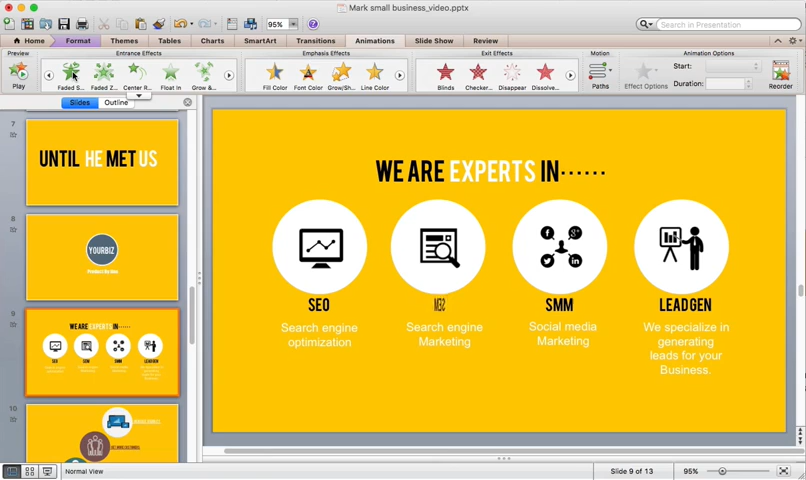 Mark small business_video.pptx
95%
Search in Presentation
Home Format Themes Tables Charts SmartArt Transitions Animations Slide Show Review
Preview Entrance Effects Emphasis Effects Exit Effects Motion Animation Options
Play Faded S... Faded Z... Center R... Float In Grow &... Fill Color Font Color Grow/Sh... Line Color Blinds Checker... Disappear Dissolve... Paths Effect Options Start: Duration: Reorder
Slides Outline
7
UNTIL HE MET US
8
YOURBIZ
9
WE ARE EXPERTS IN······
SEO SEM SMM LEAD GEN
10
WE ARE EXPERTS IN······
SEO
Search engine
optimization
Search engine
Marketing
SMM
Social media
Marketing
LEAD GEN
We specialize in
generating
leads for your
Business.
Normal View
Slide 9 of 13
95%